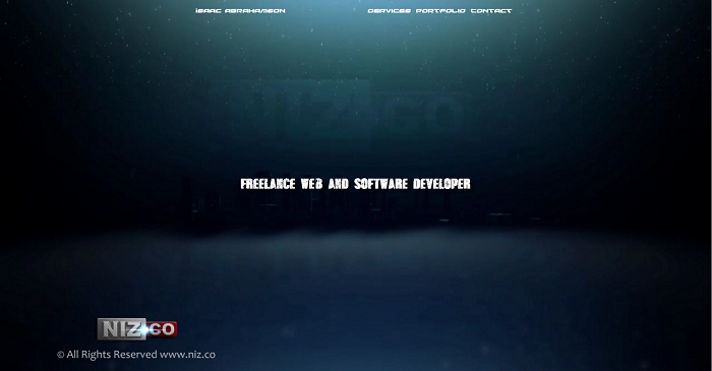 ISAAC ABRAHAMSON
SERVICES PORTFOLIO CONTACT
NIZ CO
FREELANCE WEB AND SOFTWARE DEVELOPER
NIZ CO
© All Rights Reserved www.niz.co